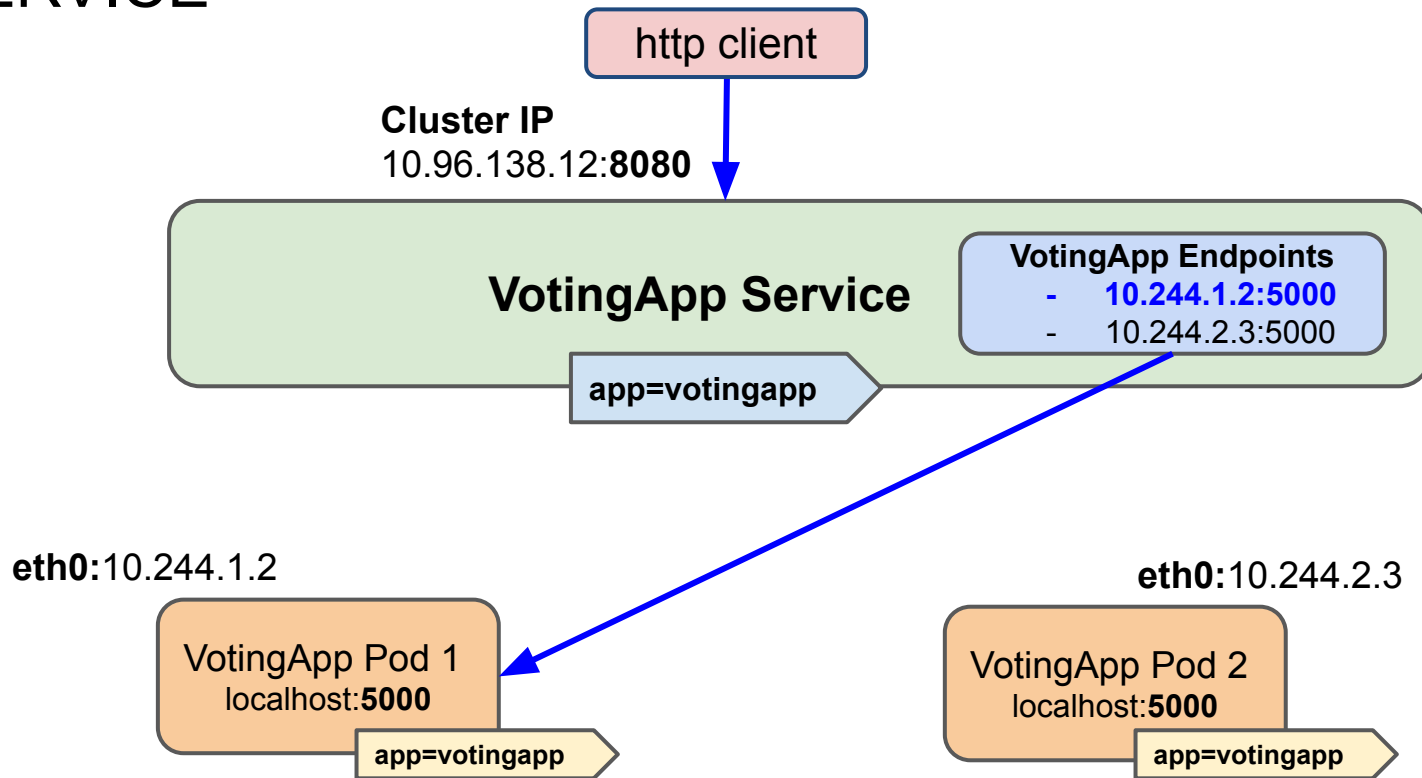 http client
Cluster IP
10.96.138.12:8080
VotingApp Service
VotingApp Endpoints
- 10.244.1.2:5000
- 10.244.2.3:5000
app=votingapp
eth0:10.244.1.2
eth0:10.244.2.3
VotingApp Pod 1
localhost:5000
app=votingapp
VotingApp Pod 2
localhost:5000
app=votingapp